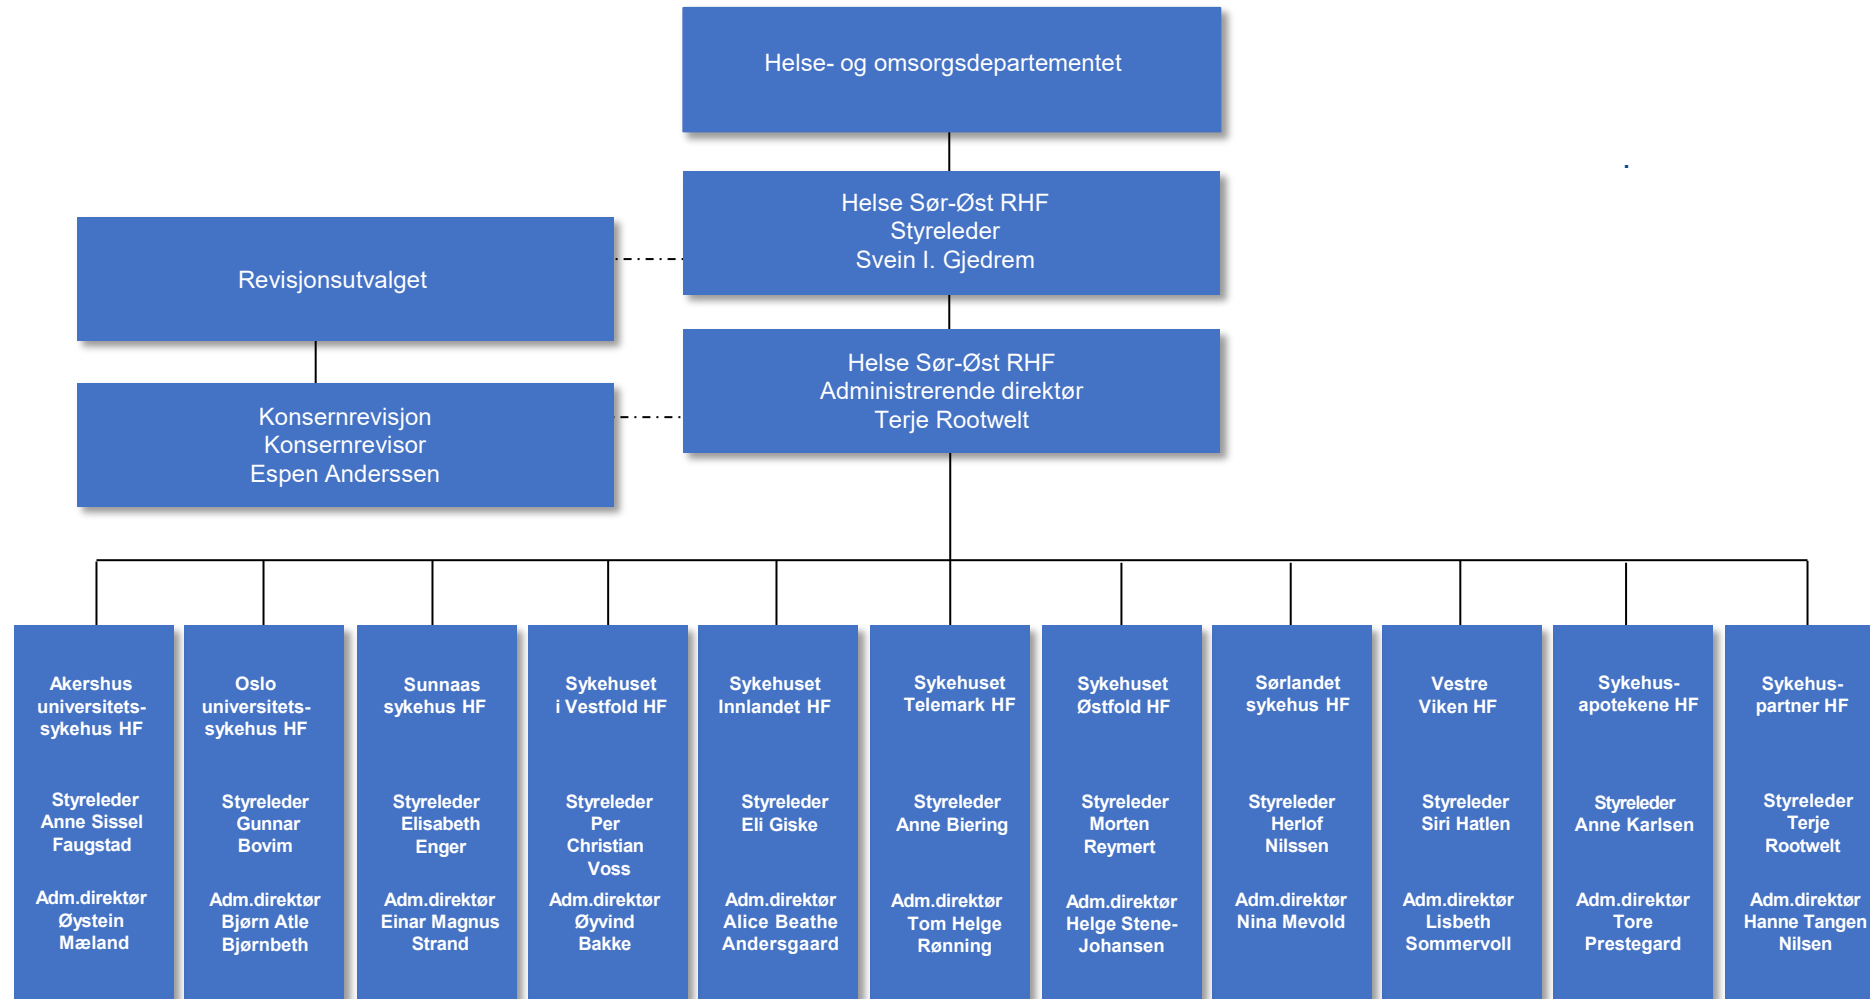 Helse- og omsorgsdepartementet
Helse Sør-Øst RHF
Styreleder
Svein I. Gjedrem
Revisjonsutvalget
Helse Sør-Øst RHF
Administrerende direktør
Terje Rootwelt
Konsernrevisjon
Konsernrevisor
Espen Anderssen
Akershus
universitets-
sykehus HF
Styreleder
Anne Sissel
Faugstad
Adm.direktør
Øystein
Mæland
Oslo
universitets-
sykehus HF
Styreleder
Gunnar
Bovim
Adm.direktør
Bjørn Atle
Bjørnbeth
Sunnaas
sykehus HF
Styreleder
Elisabeth
Enger
Adm.direktør
Einar Magnus
Strand
Sykehuset
i Vestfold HF
Styreleder
Per
Christian
Voss
Adm.direktør
Øyvind
Bakke
Sykehuset
Innlandet HF
Styreleder
Eli Giske
Adm.direktør
Alice Beathe
Andersgaard
Sykehuset
Telemark HF
Styreleder
Anne Biering
Adm.direktør
Tom Helge
Rønning
Sykehuset
Østfold HF
Styreleder
Morten
Reymert
Adm.direktør
Helge Stene-
Johansen
Sørlandet
sykehus HF
Styreleder
Herlof
Nilssen
Adm.direktør
Nina Mevold
Vestre
Viken HF
Styreleder
Siri Hatlen
Adm.direktør
Lisbeth
Sommervoll
Sykehus-
apotekene HF
Styreleder
Anne Karlsen
Adm.direktør
Tore
Prestegard
Sykehus-
partner HF
Styreleder
Terje
Rootwelt
Adm.direktør
Hanne Tangen
Nilsen